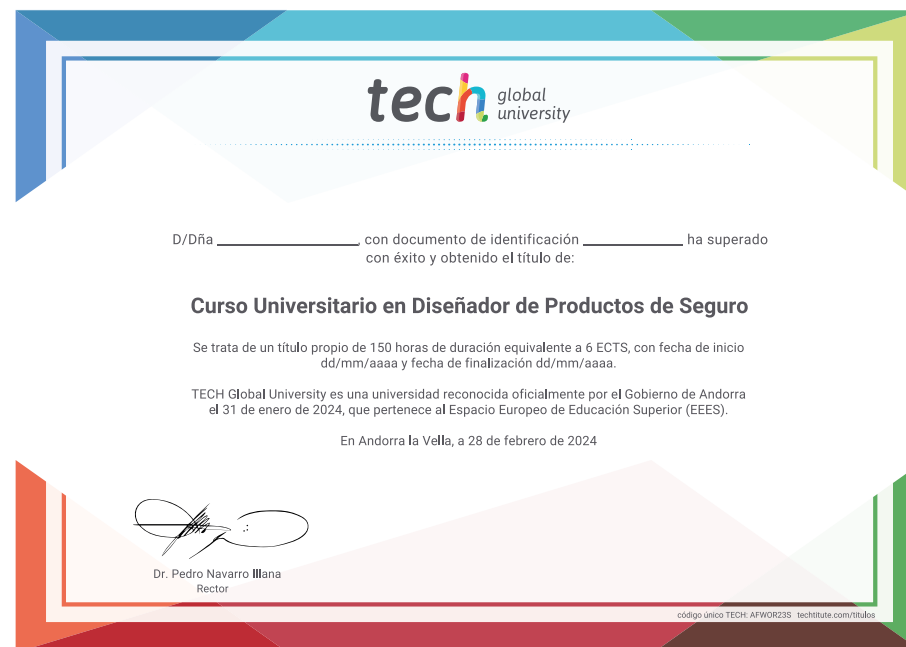 tech global university
D/Dña ____________________, con documento de identificación ______________ ha superado
con éxito y obtenido el título de:
Curso Universitario en Diseñador de Productos de Seguro
Se trata de un título propio de 150 horas de duración equivalente a 6 ECTS, con fecha de inicio
dd/mm/aaaa y fecha de finalización dd/mm/aaaa.
TECH Global University es una universidad reconocida oficialmente por el Gobierno de Andorra
el 31 de enero de 2024, que pertenece al Espacio Europeo de Educación Superior (EEES).
En Andorra la Vella, a 28 de febrero de 2024
Dr. Pedro Navarro Illana
Rector
código único TECH: AFWOR23S techtitute.com/titulos